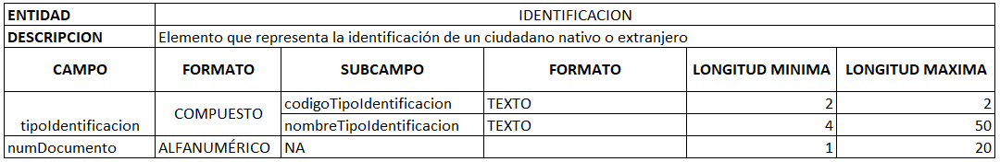 ENTIDAD IDENTIFICACION
DESCRIPCION Elemento que representa la identificación de un ciudadano nativo o extranjero
CAMPO FORMATO SUBCAMPO FORMATO LONGITUD MINIMA LONGITUD MAXIMA
tipoIdentificacion COMPUESTO codigoTipoIdentificacion TEXTO 2 2
nombreTipoIdentificacion TEXTO 4 50
numDocumento ALFANUMÉRICO NA 1 20